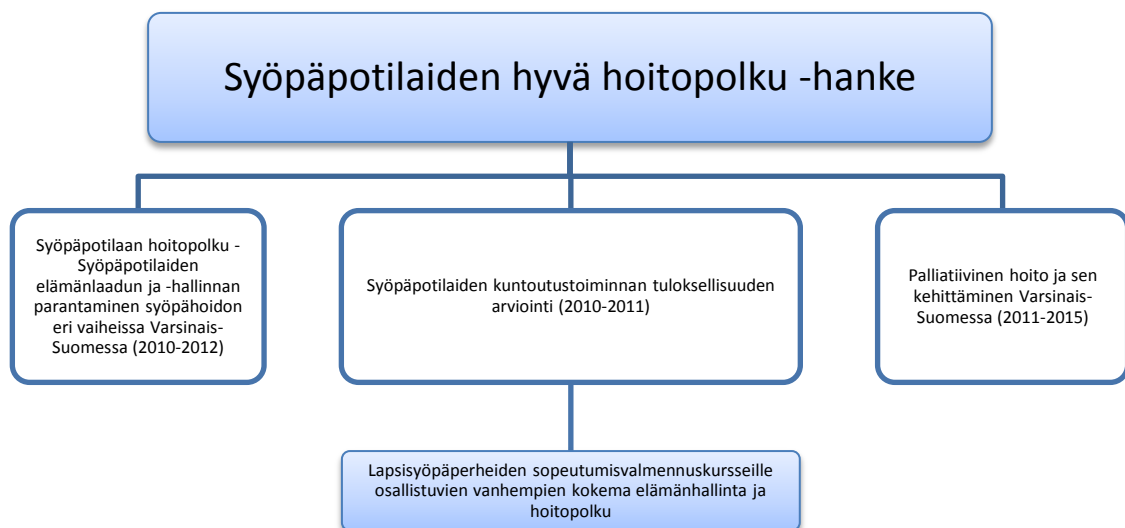 Syöpäpotilaiden hyvä hoitopolku -hanke
Syöpäpotilaan hoitopolku -
Syöpäpotilaiden
elämänlaadun ja -hallinnan
parantaminen syöpähoidon
eri vaiheissa Varsinais-
Suomessa (2010-2012)
Syöpäpotilaiden kuntoutustoiminnan tuloksellisuuden
arviointi (2010-2011)
Palliatiivinen hoito ja sen
kehittäminen Varsinais-
Suomessa (2011-2015)
Lapsisyöpäperheiden sopeutumisvalmennuskursseille
osallistuvien vanhempien kokema elämänhallinta ja
hoitopolku